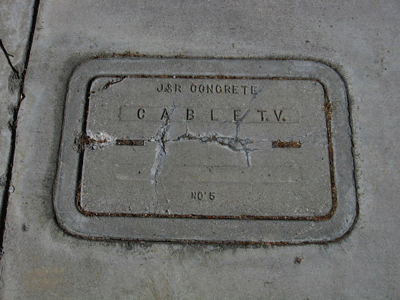 J&R CONCRETE
CABLE T.V.
NO 5